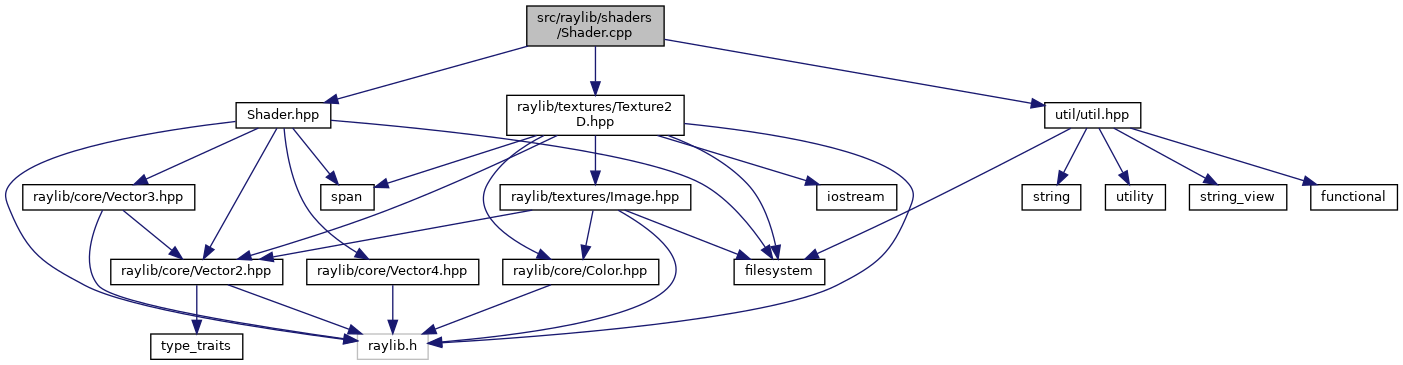 src/raylib/shaders
/Shader.cpp
Shader.hpp
raylib/textures/Texture2
D.hpp
util/util.hpp
raylib/core/Vector3.hpp
span
raylib/textures/Image.hpp
iostream
string
utility
string_view
functional
raylib/core/Vector2.hpp
raylib/core/Vector4.hpp
raylib/core/Color.hpp
filesystem
type_traits
raylib.h